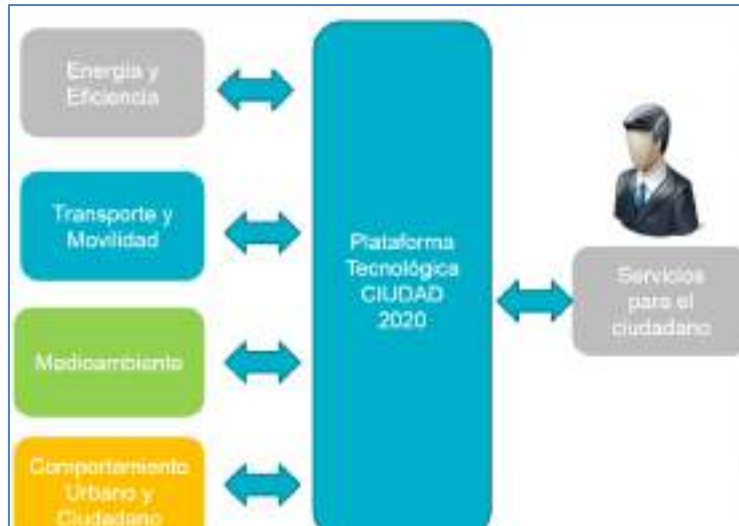 Energía y
Eficiencia
Transporte y
Movilidad
Medioambiente
Comportamiento
Urbano y
Ciudadano
Plataforma
Tecnológica
CIUDAD
2020
Servicios
para el
ciudadano